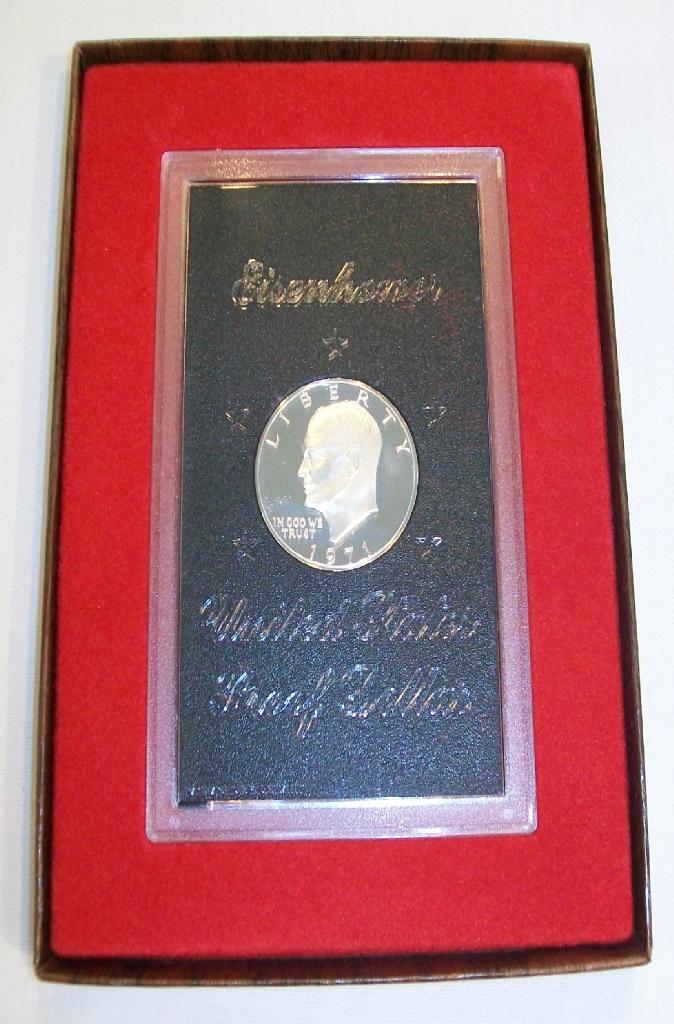 Eisenhower
LIBERTY
IN GOD WE
TRUST
1971
United States
Proof Dollar